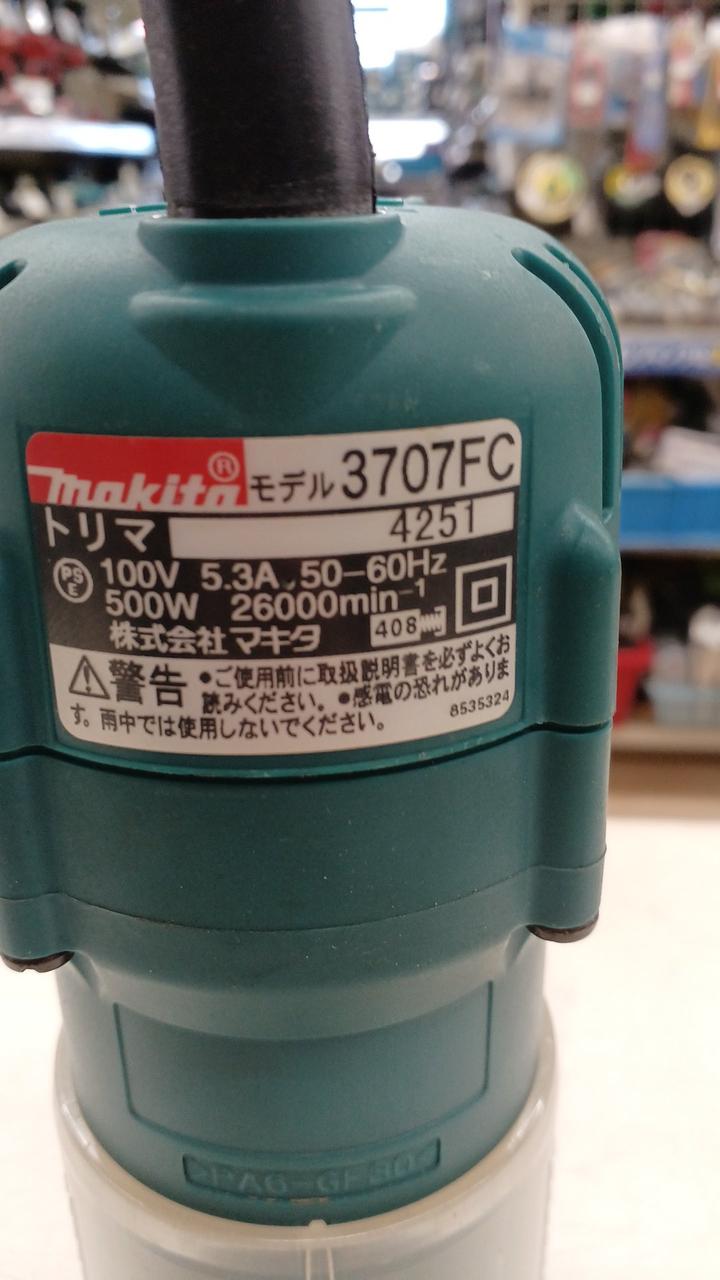 makita® モデル 3707FC
トリマ 4251
PS E 100V 5.3A 50-60Hz
500W 26000min⁻¹
株式会社 マキタ 408
警告 •ご使用前に取扱説明書を必ずよくお
読みください。•感電の恐れがありま
す。雨中では使用しないでください。 8535324
>PA6-GF30<